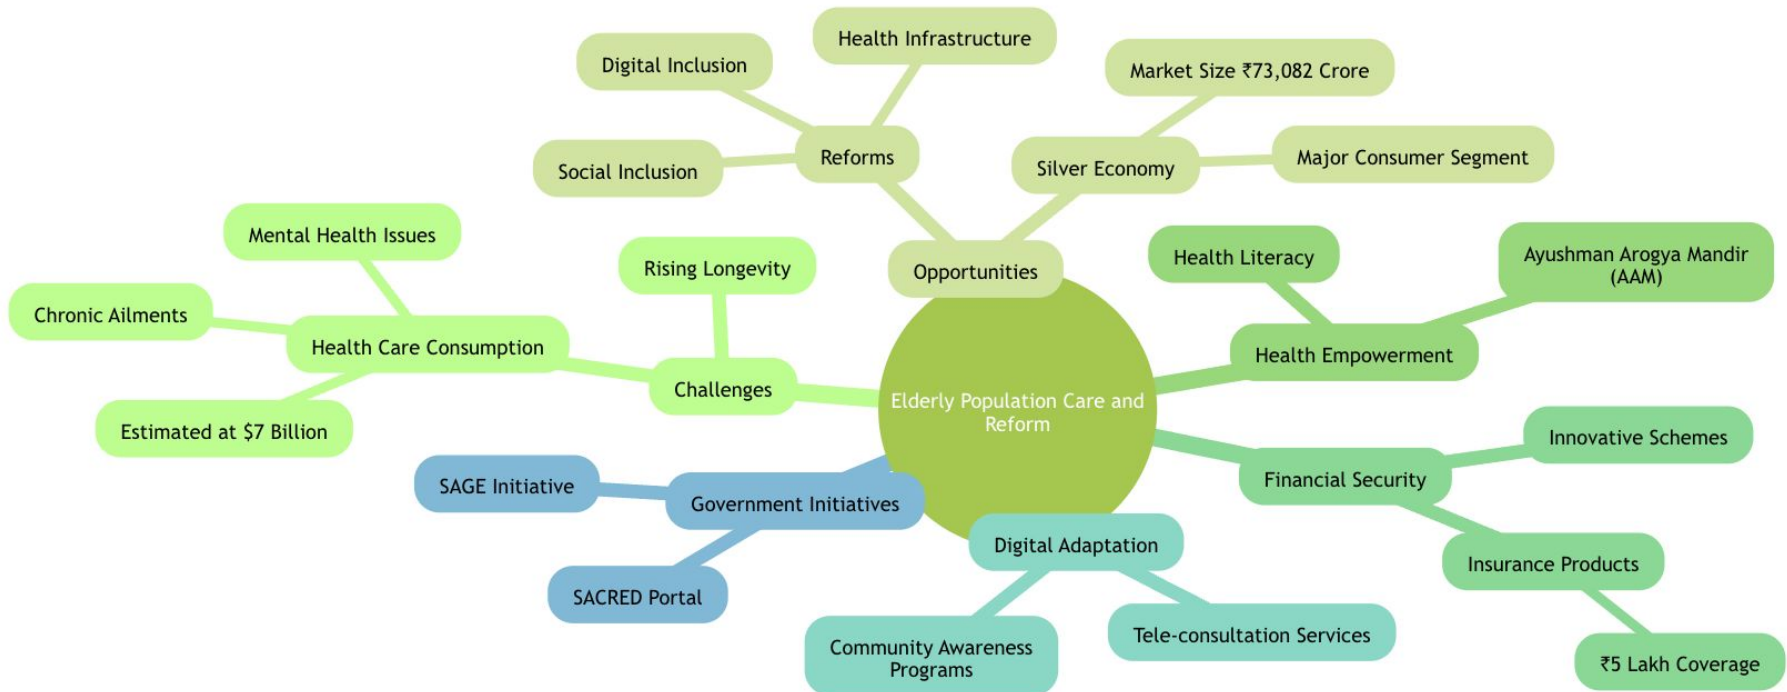 Health Infrastructure
Digital Inclusion
Market Size ₹73,082 Crore
Reforms
Silver Economy
Major Consumer Segment
Social Inclusion
Mental Health Issues
Rising Longevity
Opportunities
Health Literacy
Ayushman Arogya Mandir
(AAM)
Chronic Ailments
Health Care Consumption
Challenges
Health Empowerment
Elderly Population Care and
Reform
Estimated at $7 Billion
Innovative Schemes
SAGE Initiative
Government Initiatives
Financial Security
Digital Adaptation
Insurance Products
SACRED Portal
Community Awareness
Programs
Tele-consultation Services
₹5 Lakh Coverage